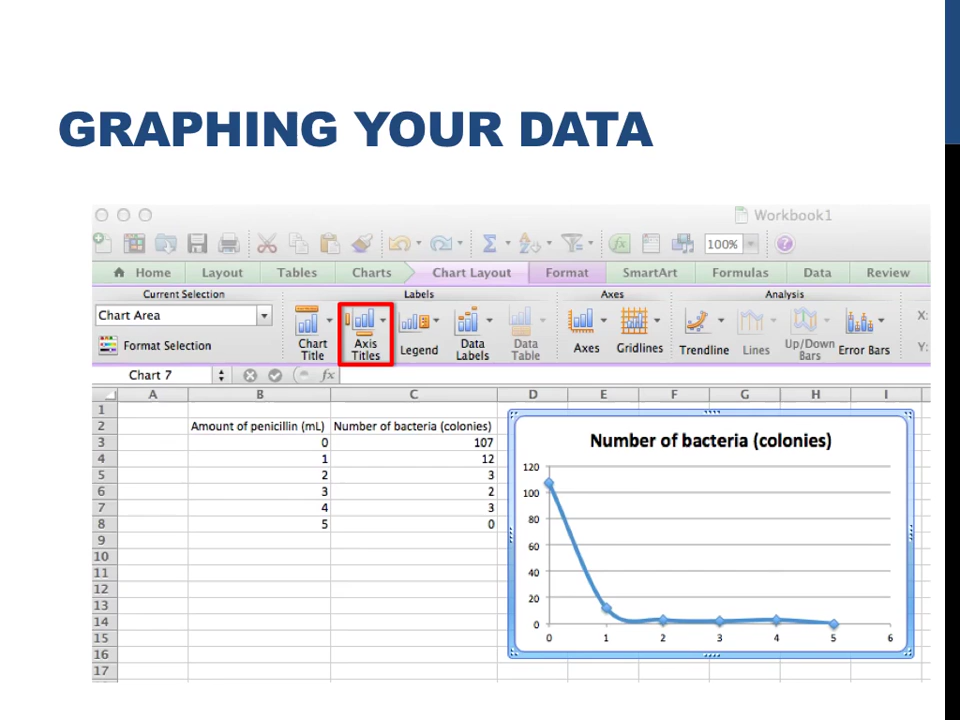 GRAPHING YOUR DATA
Workbook1
100%
Home Layout Tables Charts Chart Layout Format SmartArt Formulas Data Review
Current Selection Labels Axes Analysis
Chart Area
Format Selection
Chart Title
Axis Titles
Legend
Data Labels
Data Table
Axes
Gridlines
Trendline
Lines
Up/Down Bars
Error Bars
X:
Y:
Chart 7 fx
A B C D E F G H I
1
2 Amount of penicillin (mL) Number of bacteria (colonies)
3 0 107
4 1 12
5 2 3
6 3 2
7 4 3
8 5 0
9
10
11
12
13
14
15
16
17
Number of bacteria (colonies)
120
100
80
60
40
20
0
0 1 2 3 4 5 6